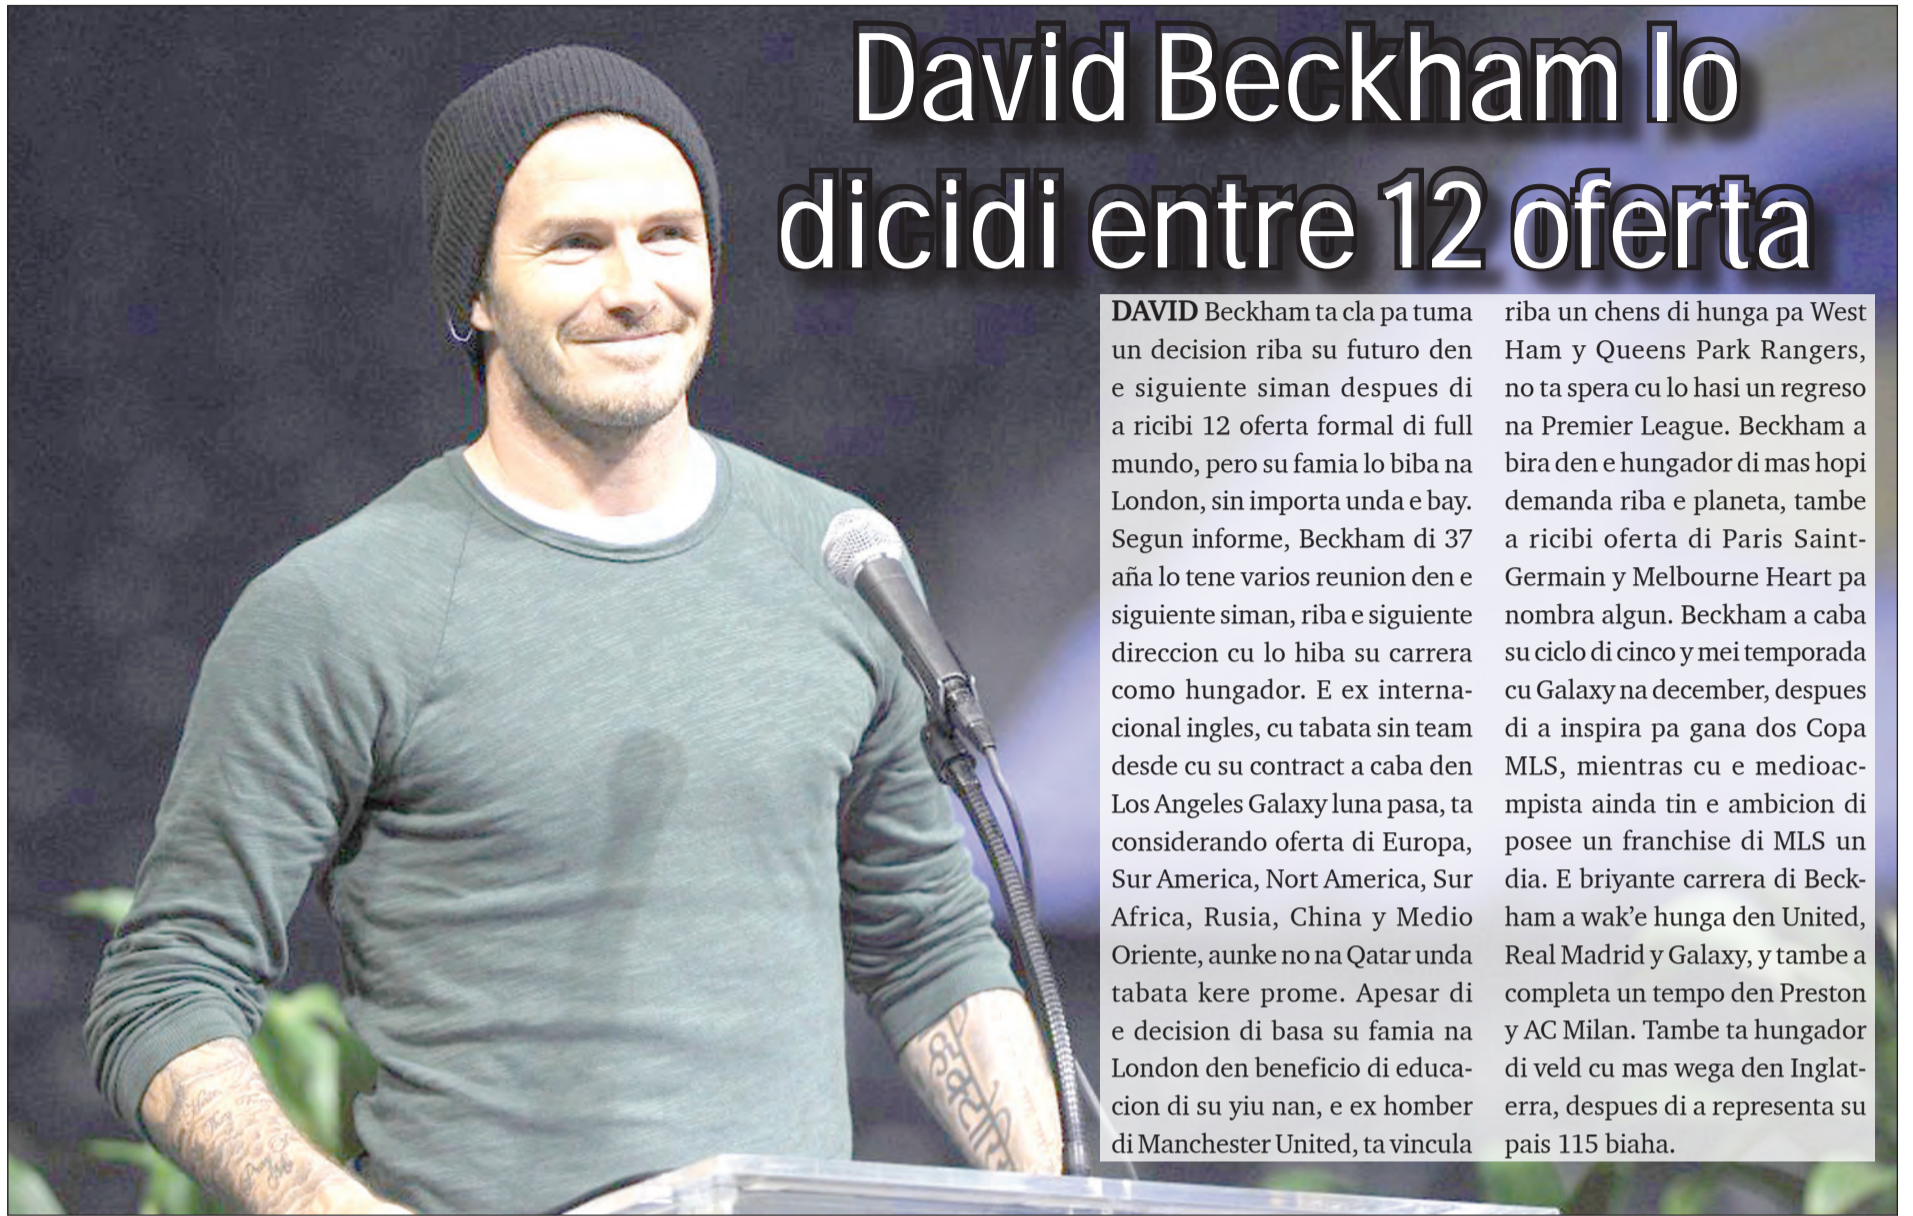 David Beckham lo
dicidi entre 12 oferta
DAVID Beckham ta cla pa tuma
un decision riba su futuro den
e siguiente siman despues di
a ricibi 12 oferta formal di full
mundo, pero su famia lo biba na
London, sin importa unda e bay.
Segun informe, Beckham di 37
aña lo tene varios reunion den e
siguiente siman, riba e siguiente
direccion cu lo hiba su carrera
como hungador. E ex interna-
cional ingles, cu tabata sin team
desde cu su contract a caba den
Los Angeles Galaxy luna pasa, ta
considerando oferta di Europa,
Sur America, Nort America, Sur
Africa, Rusia, China y Medio
Oriente, aunke no na Qatar unda
tabata kere prome. Apesar di
e decision di basa su famia na
London den beneficio di educa-
cion di su yiu nan, e ex homber
di Manchester United, ta vincula
riba un chens di hunga pa West
Ham y Queens Park Rangers,
no ta spera cu lo hasi un regreso
na Premier League. Beckham a
bira den e hungador di mas hopi
demanda riba e planeta, tambe
a ricibi oferta di Paris Saint-
Germain y Melbourne Heart pa
nombra algun. Beckham a caba
su ciclo di cinco y mei temporada
cu Galaxy na december, despues
di a inspira pa gana dos Copa
MLS, mientras cu e medioac-
mpista ainda tin e ambicion di
posee un franchise di MLS un
dia. E briyante carrera di Beck-
ham a wak'e hunga den United,
Real Madrid y Galaxy, y tambe a
completa un tempo den Preston
y AC Milan. Tambe ta hungador
di veld cu mas wega den Inglat-
erra, despues di a representa su
pais 115 biaha.